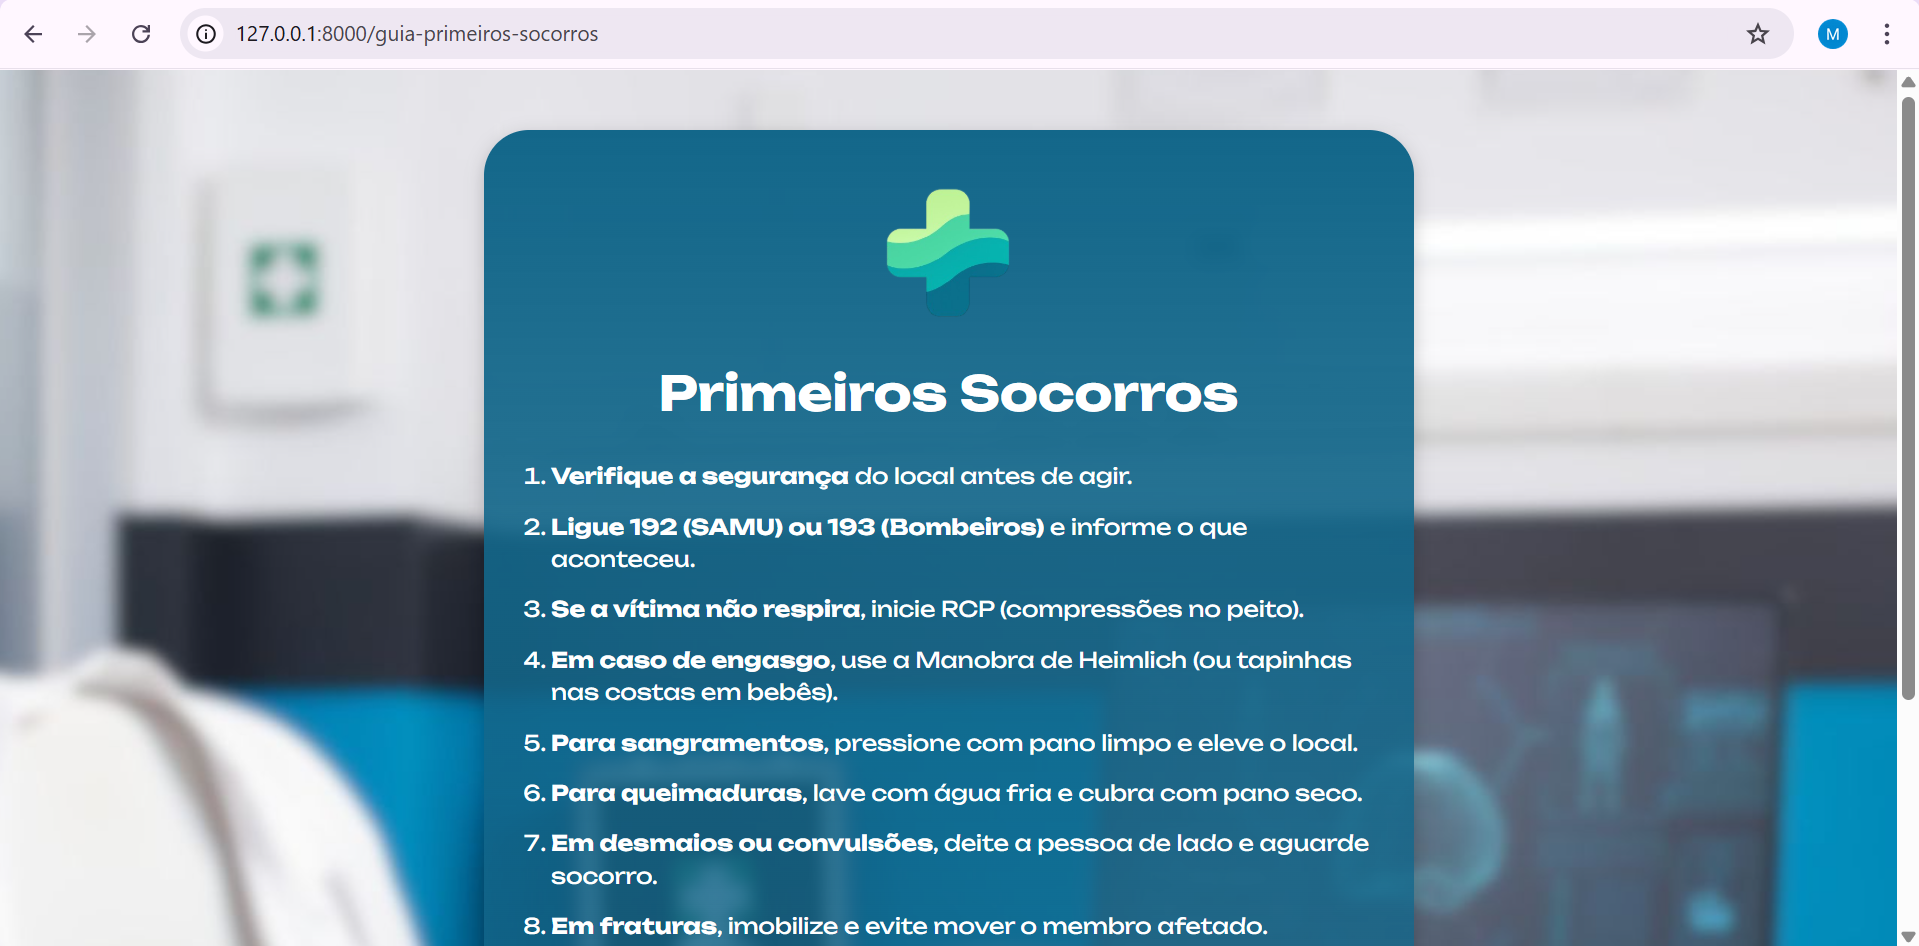 127.0.0.1:8000/guia-primeiros-socorros
M
Primeiros Socorros
1. Verifique a segurança do local antes de agir.
2. Ligue 192 (SAMU) ou 193 (Bombeiros) e informe o que
aconteceu.
3. Se a vítima não respira, inicie RCP (compressões no peito).
4. Em caso de engasgo, use a Manobra de Heimlich (ou tapinhas
nas costas em bebês).
5. Para sangramentos, pressione com pano limpo e eleve o local.
6. Para queimaduras, lave com água fria e cubra com pano seco.
7. Em desmaios ou convulsões, deite a pessoa de lado e aguarde
socorro.
8. Em fraturas, imobilize e evite mover o membro afetado.